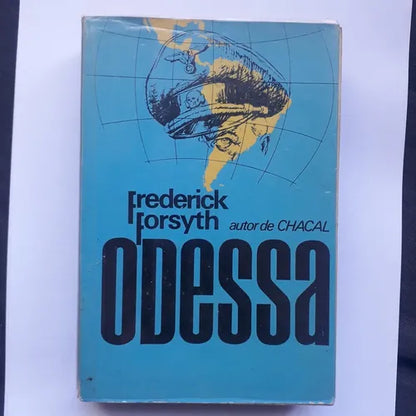 Frederick
Forsyth autor de CHACAL
ODESSA